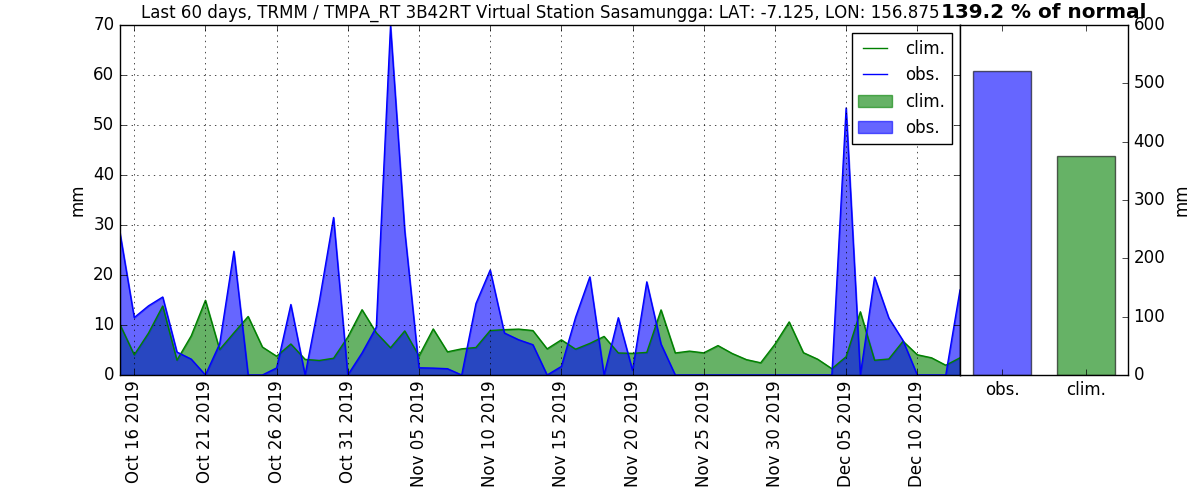 Last 60 days, TRMM / TMPA_RT 3B42RT Virtual Station Sasamungga: LAT: -7.125, LON: 156.875
139.2 % of normal
70
60
50
40
30
20
10
0
mm
clim.
obs.
clim.
obs.
600
500
400
300
200
100
0
mm
obs.
clim.
Oct 16 2019
Oct 21 2019
Oct 26 2019
Oct 31 2019
Nov 05 2019
Nov 10 2019
Nov 15 2019
Nov 20 2019
Nov 25 2019
Nov 30 2019
Dec 05 2019
Dec 10 2019